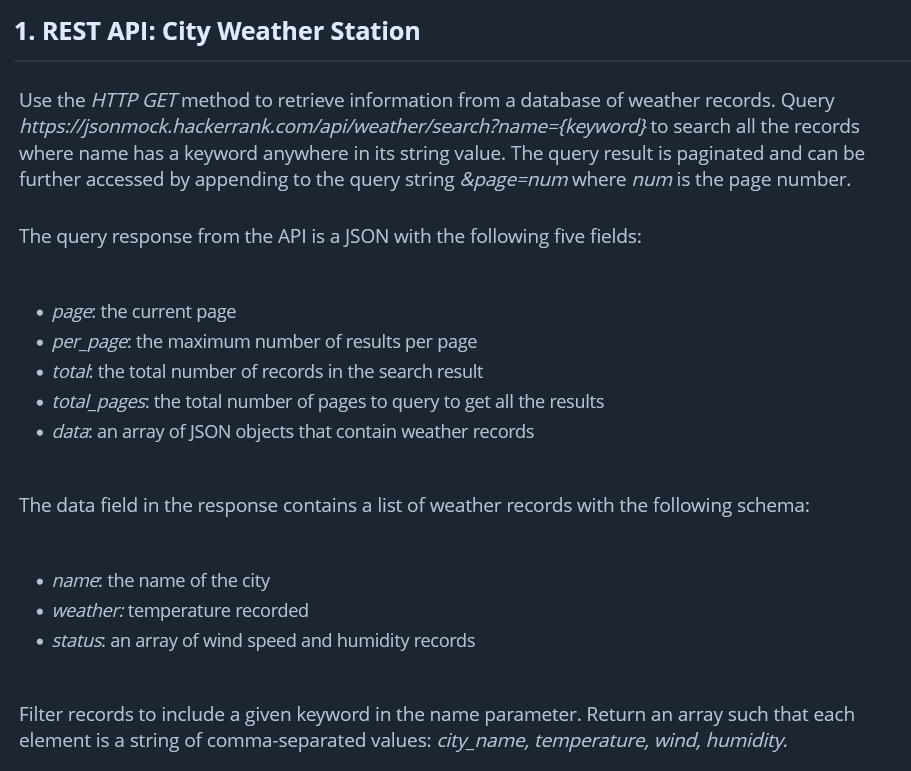 1. REST API: City Weather Station
Use the HTTP GET method to retrieve information from a database of weather records. Query
https://jsonmock.hackerrank.com/api/weather/search?name={keyword} to search all the records
where name has a keyword anywhere in its string value. The query result is paginated and can be
further accessed by appending to the query string &page=num where num is the page number.
The query response from the API is a JSON with the following five fields:
• page: the current page
• per_page: the maximum number of results per page
• total: the total number of records in the search result
• total_pages: the total number of pages to query to get all the results
• data: an array of JSON objects that contain weather records
The data field in the response contains a list of weather records with the following schema:
• name: the name of the city
• weather: temperature recorded
• status: an array of wind speed and humidity records
Filter records to include a given keyword in the name parameter. Return an array such that each
element is a string of comma-separated values: city_name, temperature, wind, humidity.